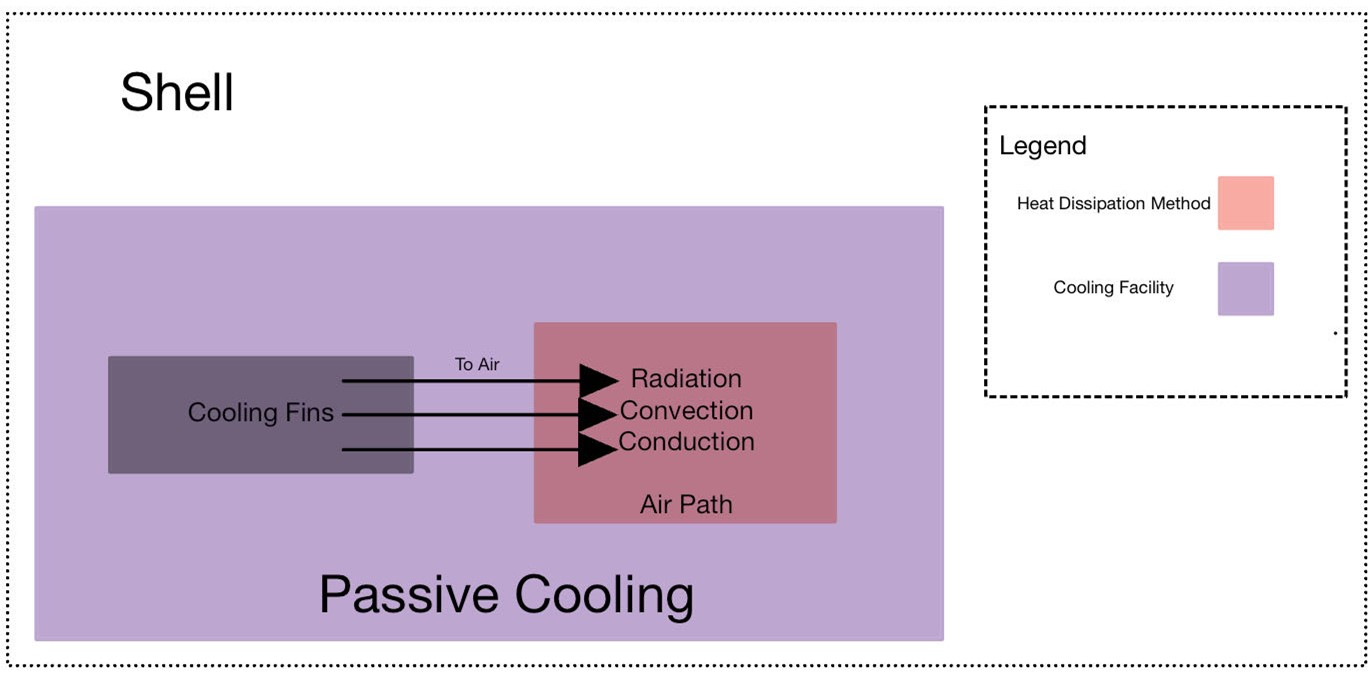 Shell
Legend
Heat Dissipation Method
Cooling Facility
To Air
Cooling Fins
Radiation
Convection
Conduction
Air Path
Passive Cooling